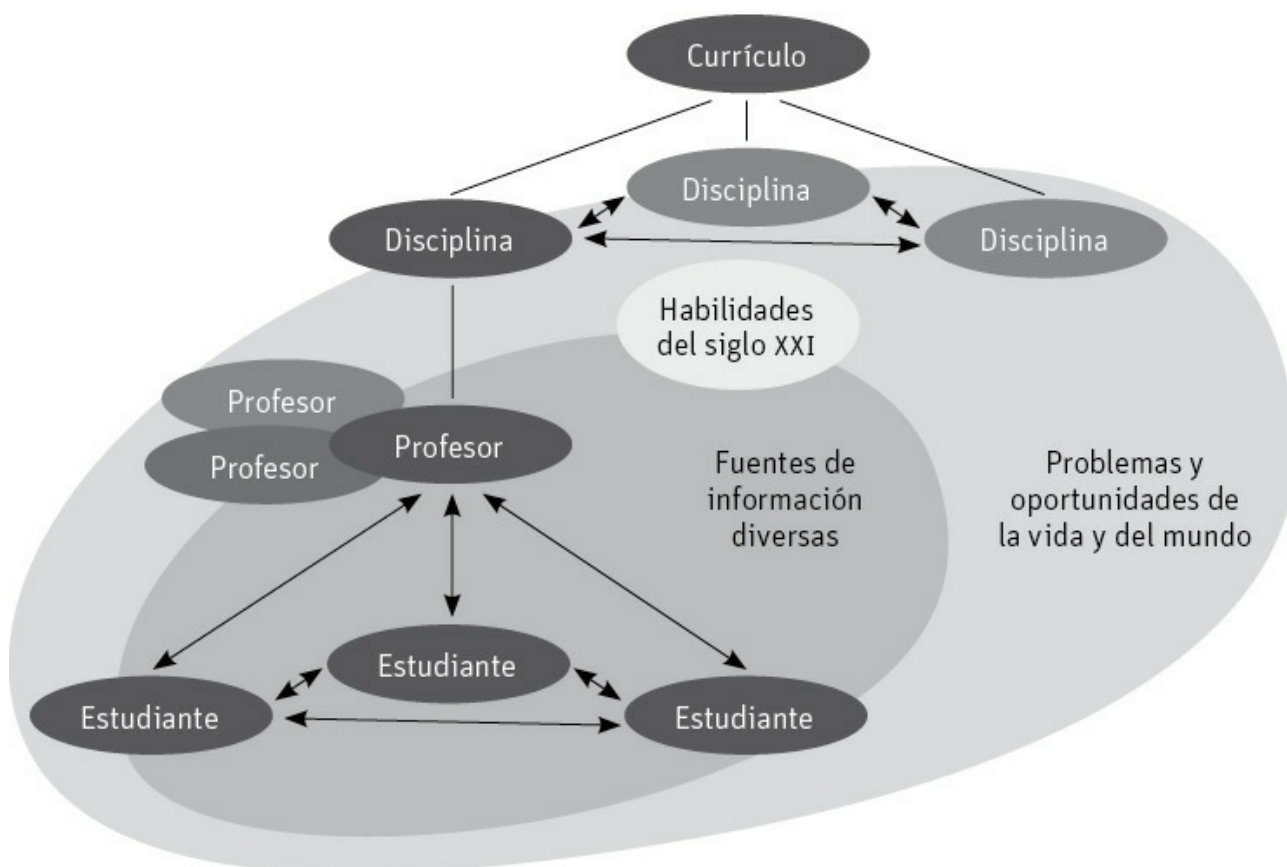 Currículo
Disciplina
Disciplina
Disciplina
Habilidades
del siglo XXI
Profesor
Profesor
Profesor
Fuentes de
información
diversas
Problemas y
oportunidades de
la vida y del mundo
Estudiante
Estudiante
Estudiante